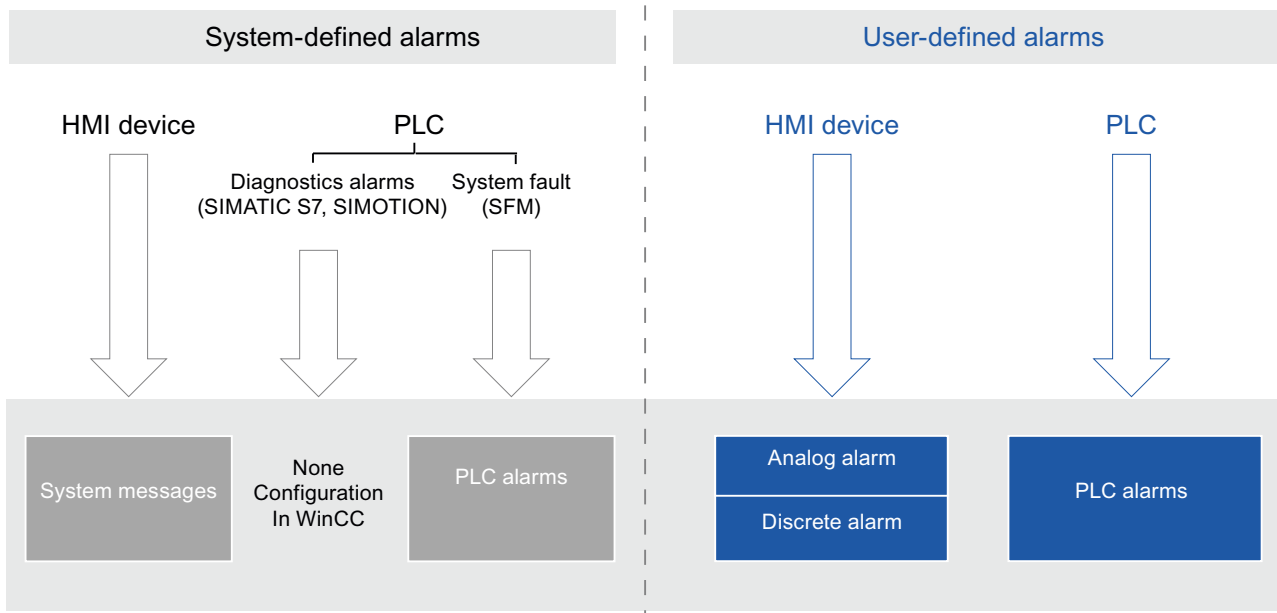 System-defined alarms
User-defined alarms
HMI device
PLC
HMI device
PLC
Diagnostics alarms
(SIMATIC S7, SIMOTION)
System fault
(SFM)
System messages
None
Configuration
In WinCC
PLC alarms
Analog alarm
Discrete alarm
PLC alarms